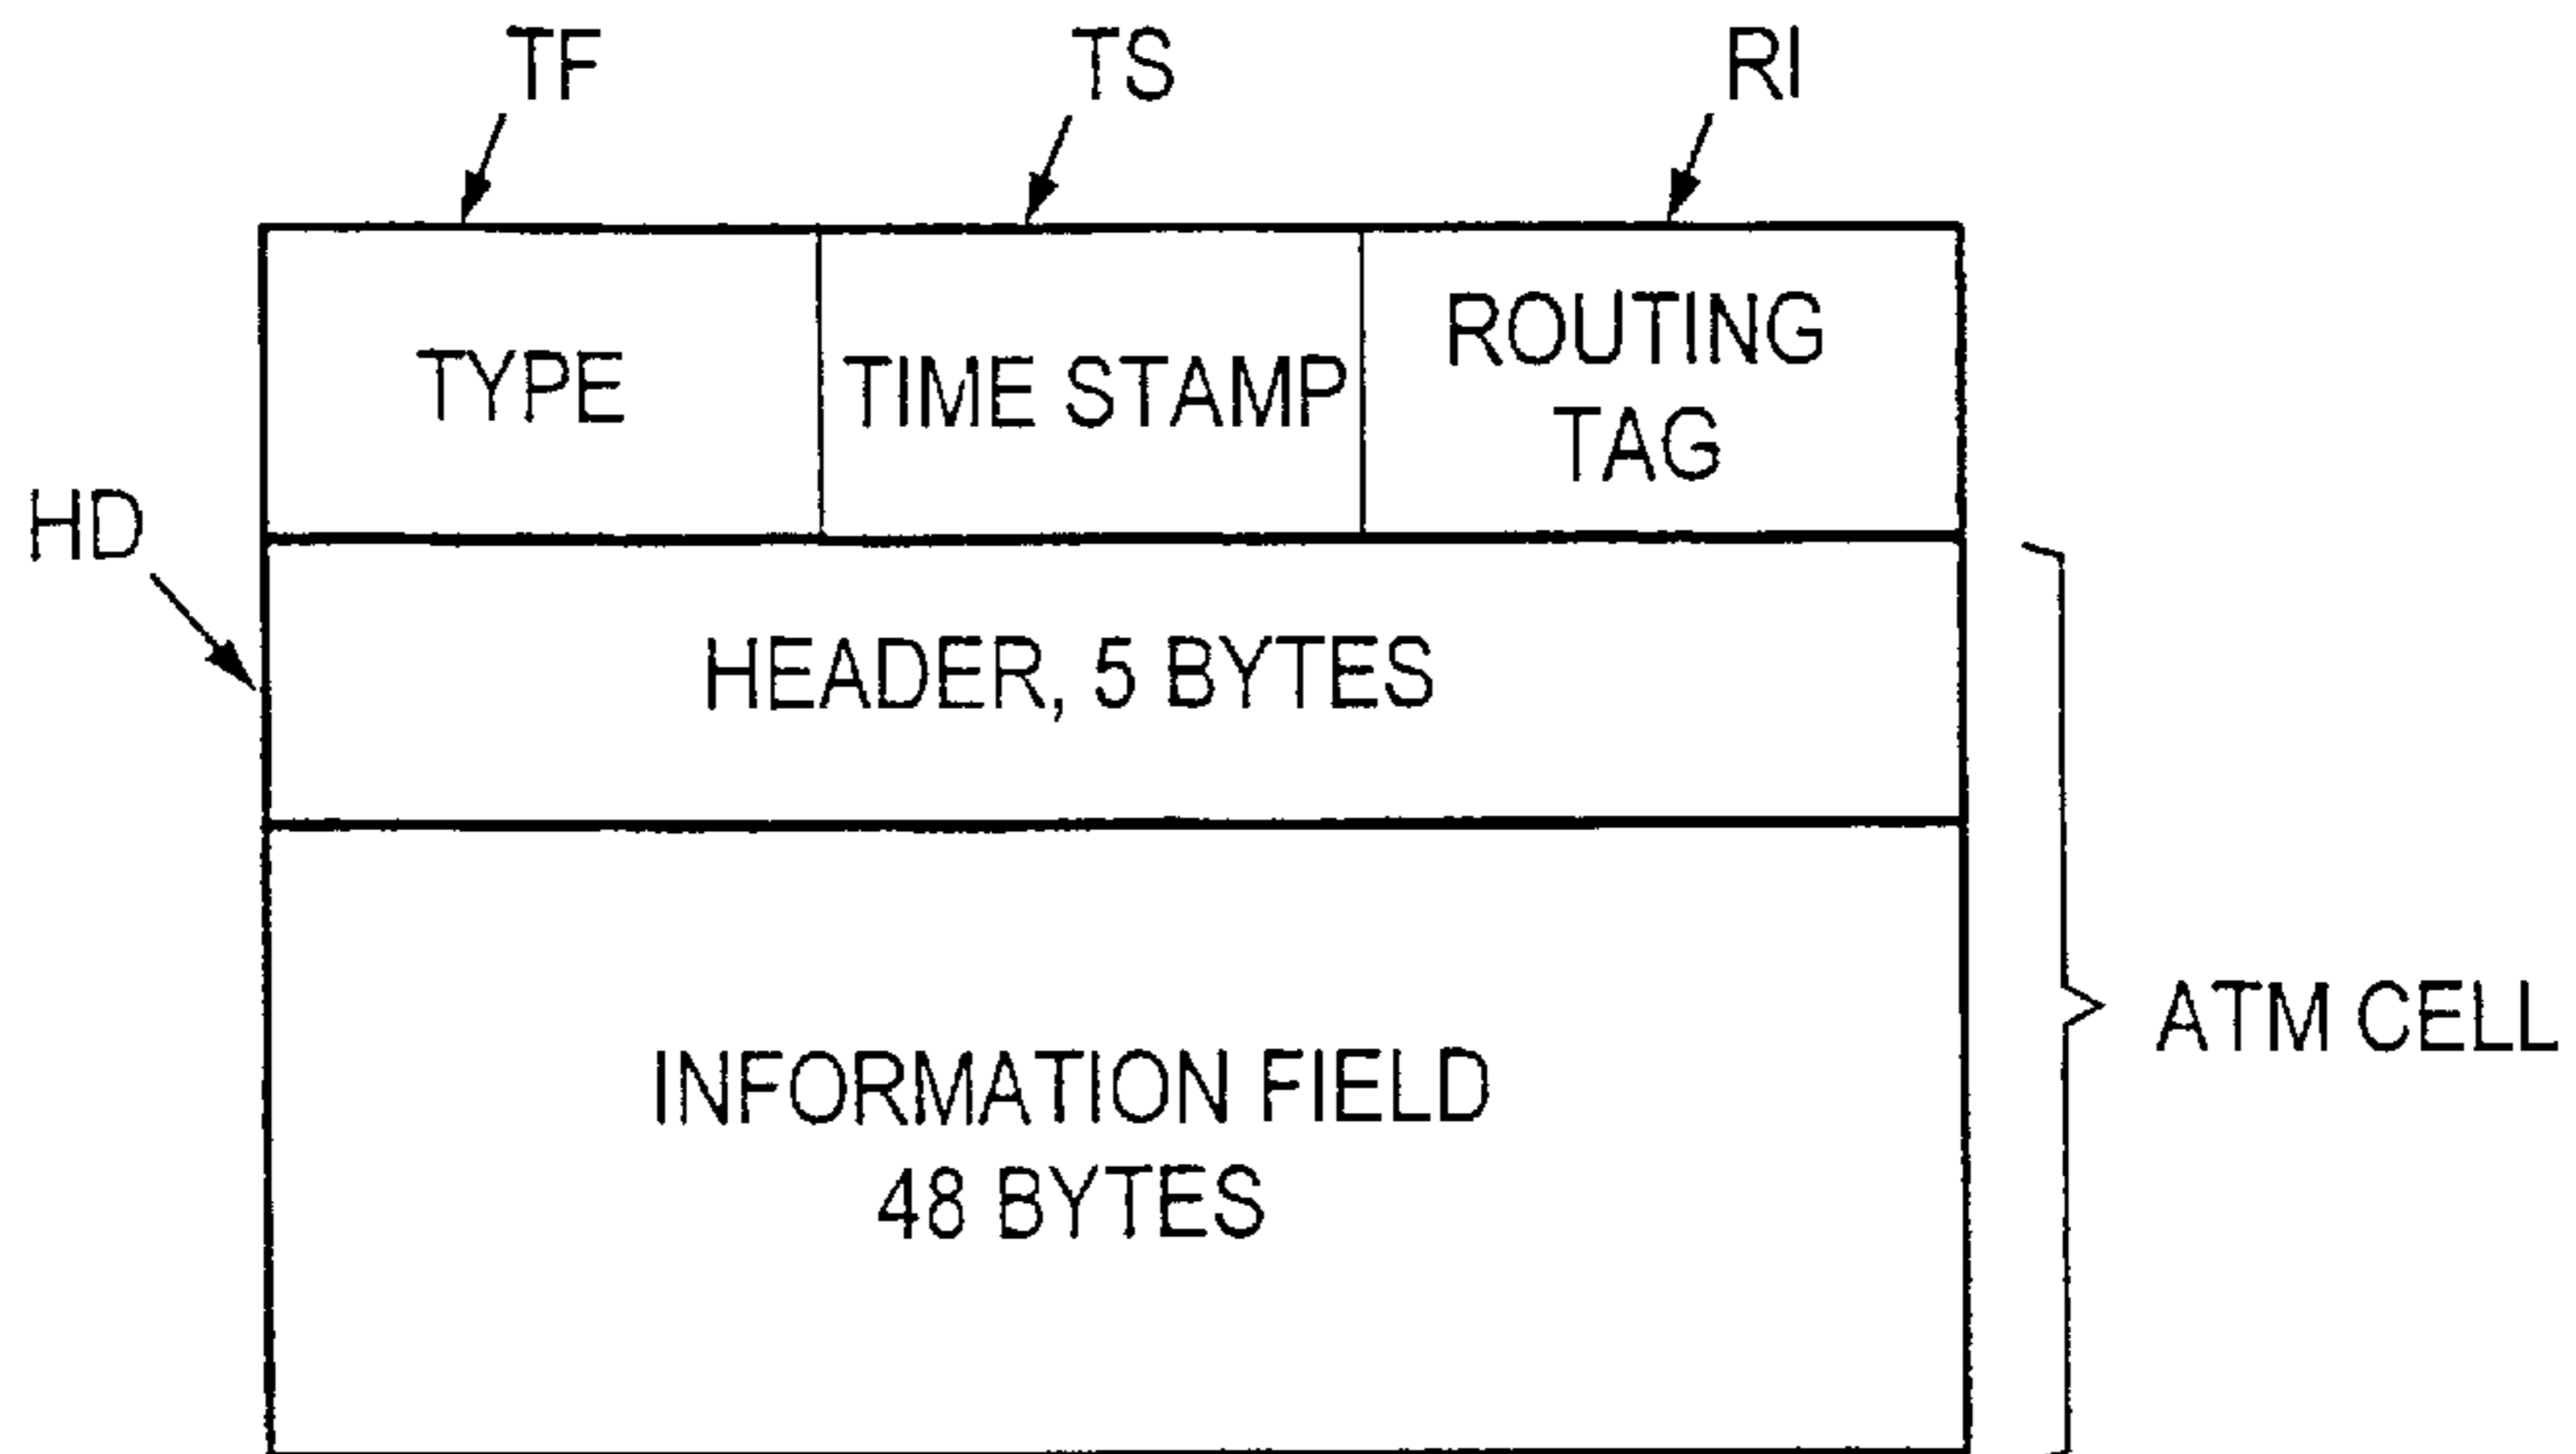 TF
TS
RI
TYPE
TIME STAMP
ROUTING
TAG
HD
HEADER, 5 BYTES
INFORMATION FIELD
48 BYTES
ATM CELL